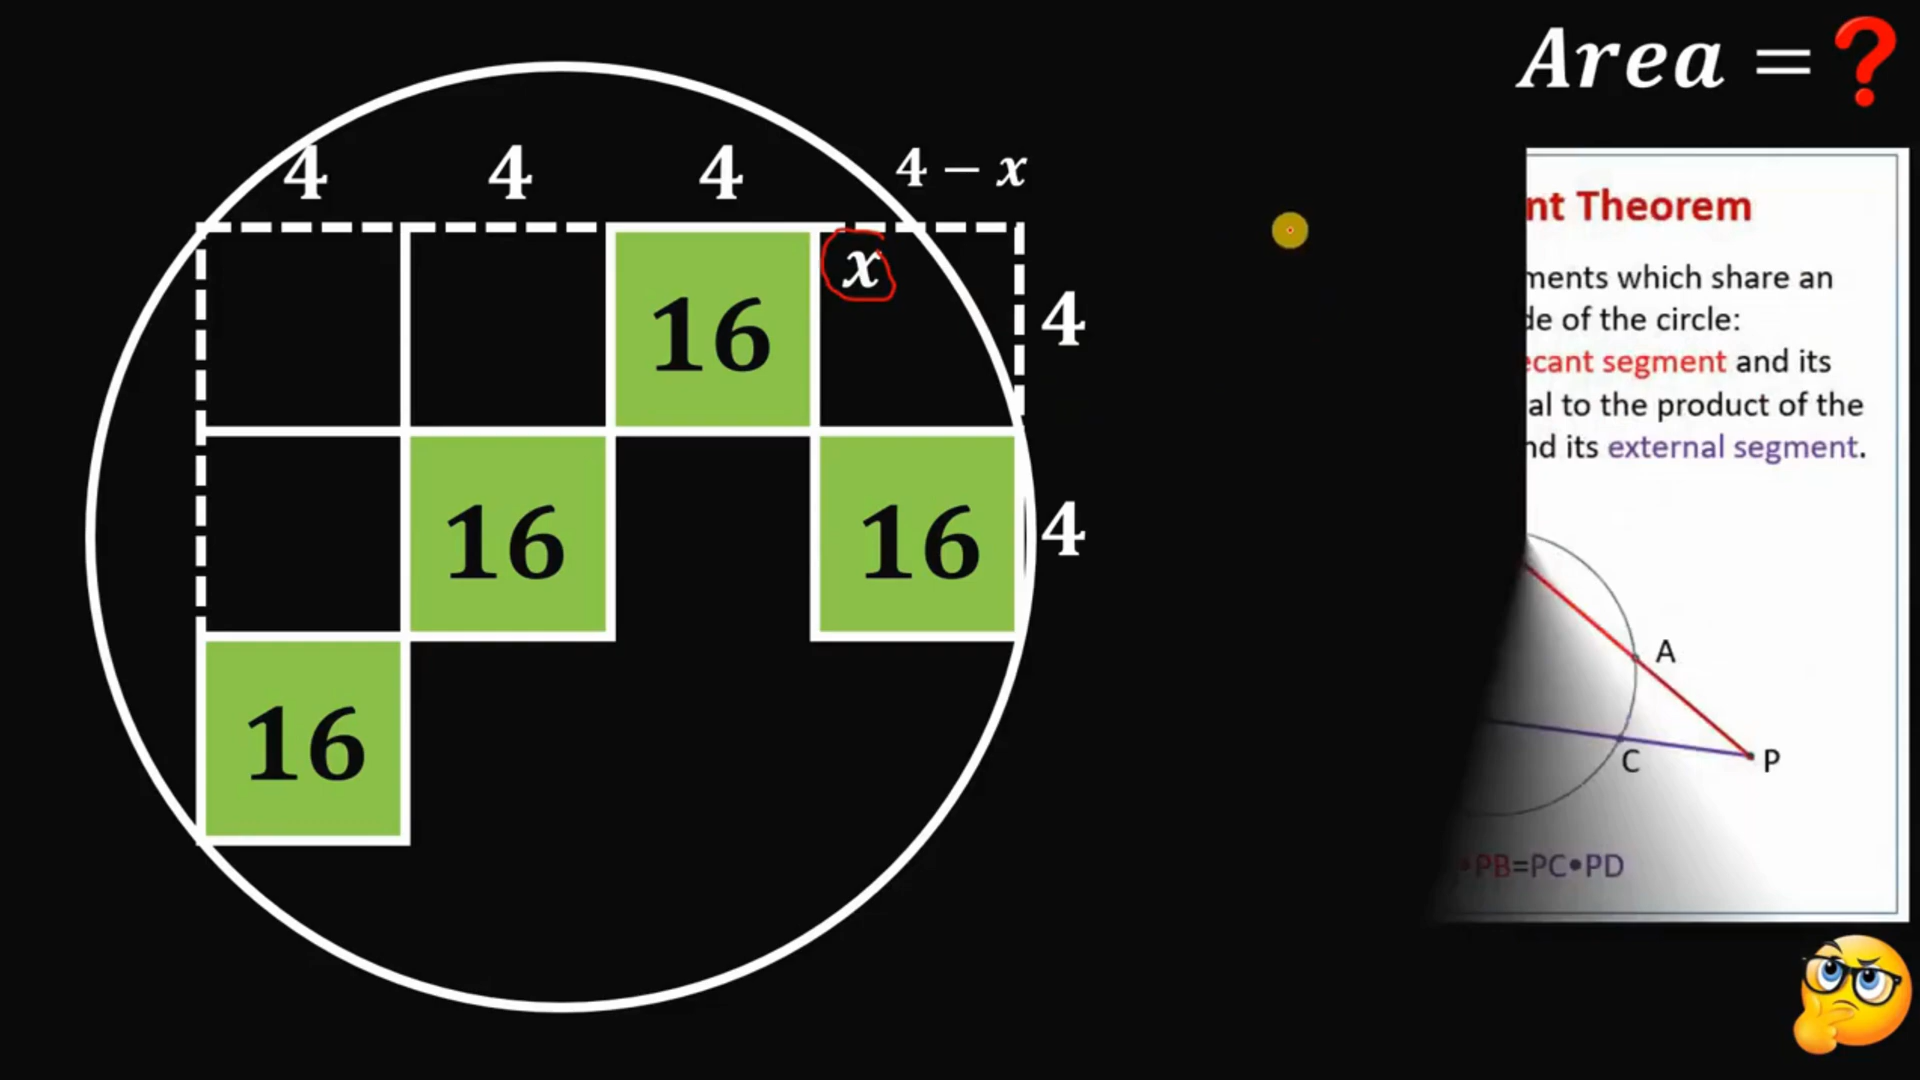 Area = ❓
4 4 4 4 − x
x
16
4
16 16 4
16
nt Theorem
ments which share an
de of the circle:
ecant segment and its
al to the product of the
nd its external segment.
A
C
P
•PB=PC•PD